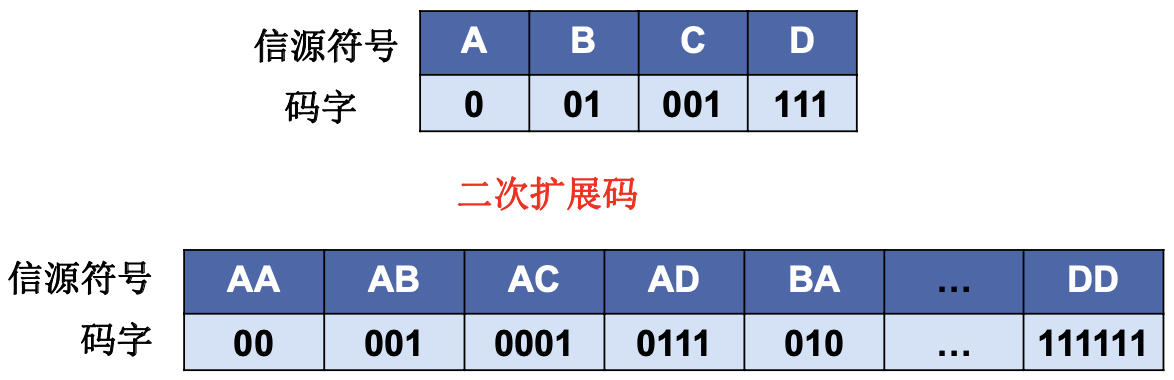 信源符号 A B C D
码字 0 01 001 111
二次扩展码
信源符号 AA AB AC AD BA … DD
码字 00 001 0001 0111 010 … 111111